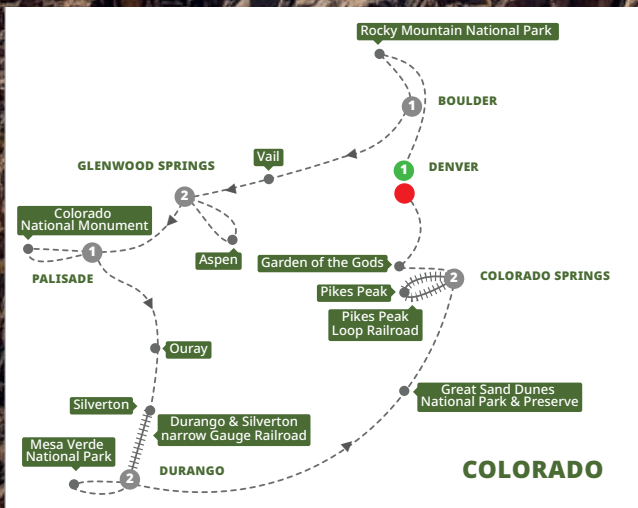 Rocky Mountain National Park
1
BOULDER
Vail
1
DENVER
GLENWOOD SPRINGS
2
Colorado
National Monument
1
Aspen
Garden of the Gods
2
COLORADO SPRINGS
PALISADE
Pikes Peak
Pikes Peak
Loop Railroad
Ouray
Great Sand Dunes
National Park & Preserve
Silverton
Durango & Silverton
narrow Gauge Railroad
Mesa Verde
National Park
2
DURANGO
COLORADO